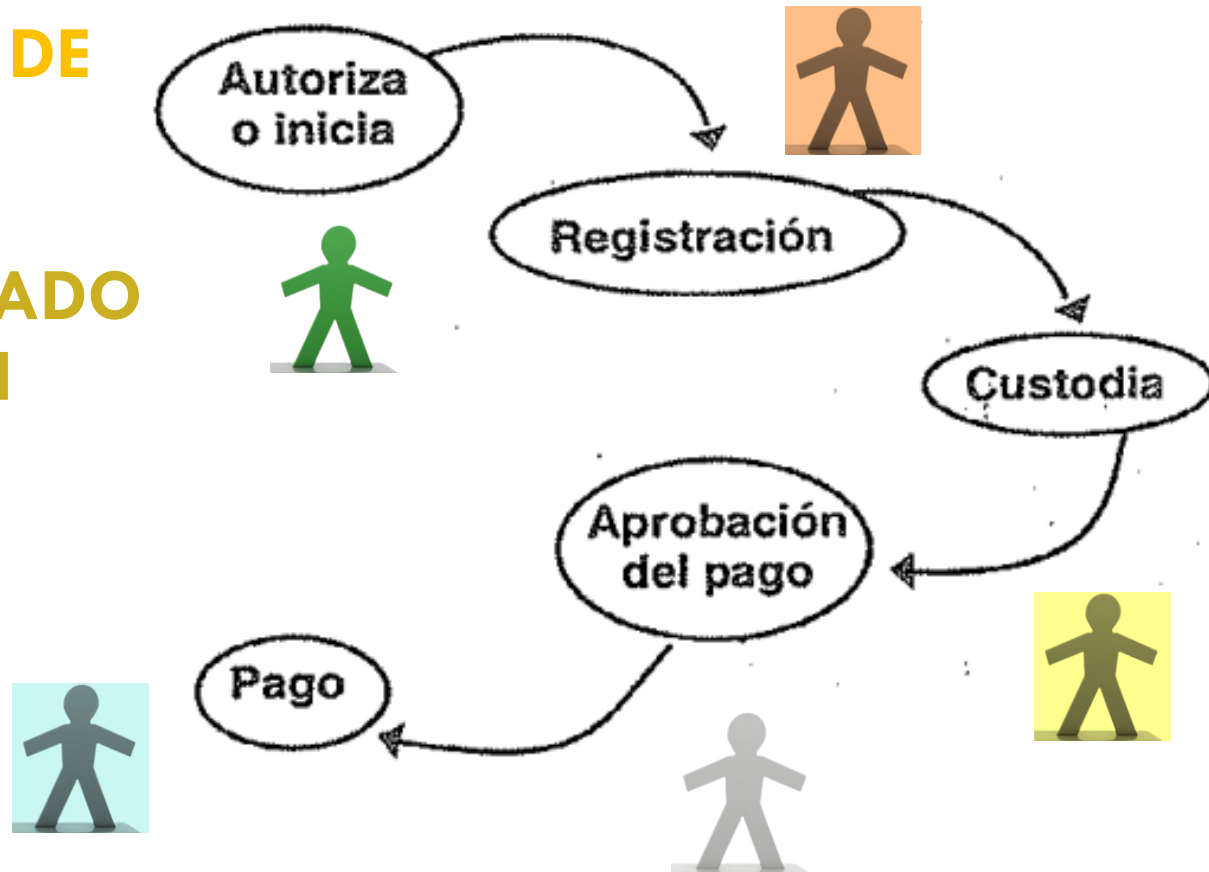 DE
ADO
Autoriza
o inicia
Registración
Custodia
Aprobación
del pago
Pago